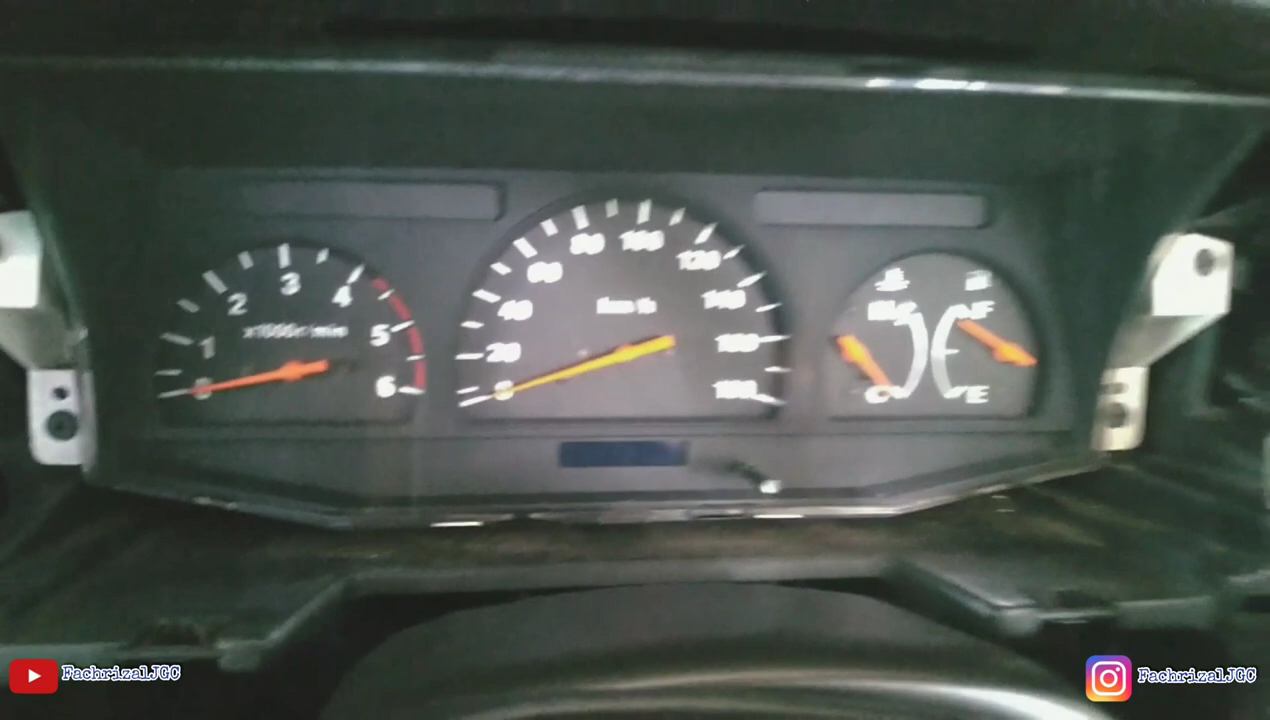 0 1 2 3 4 5 6
x1000r/min
0 20 40 60 80 100 120 140 160 180
km/h
C
F
E
FachrizalJGC
FachrizalJGC